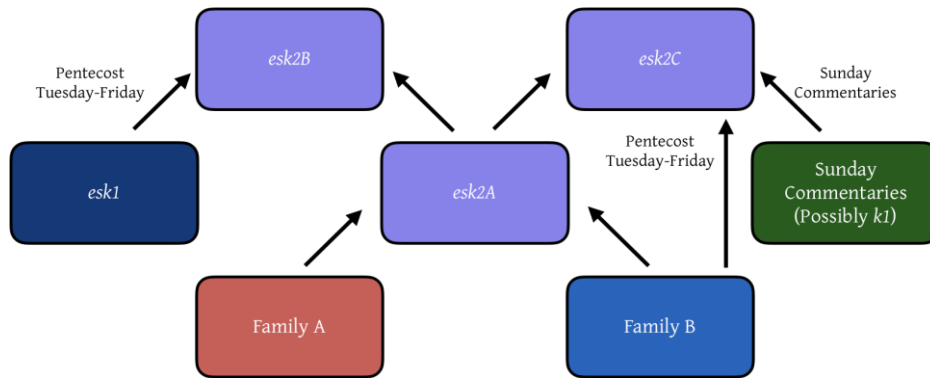 esk2B
esk2C
Pentecost
Tuesday-Friday
Sunday
Commentaries
Pentecost
Tuesday-Friday
esk1
esk2A
Sunday
Commentaries
(Possibly k1)
Family A
Family B